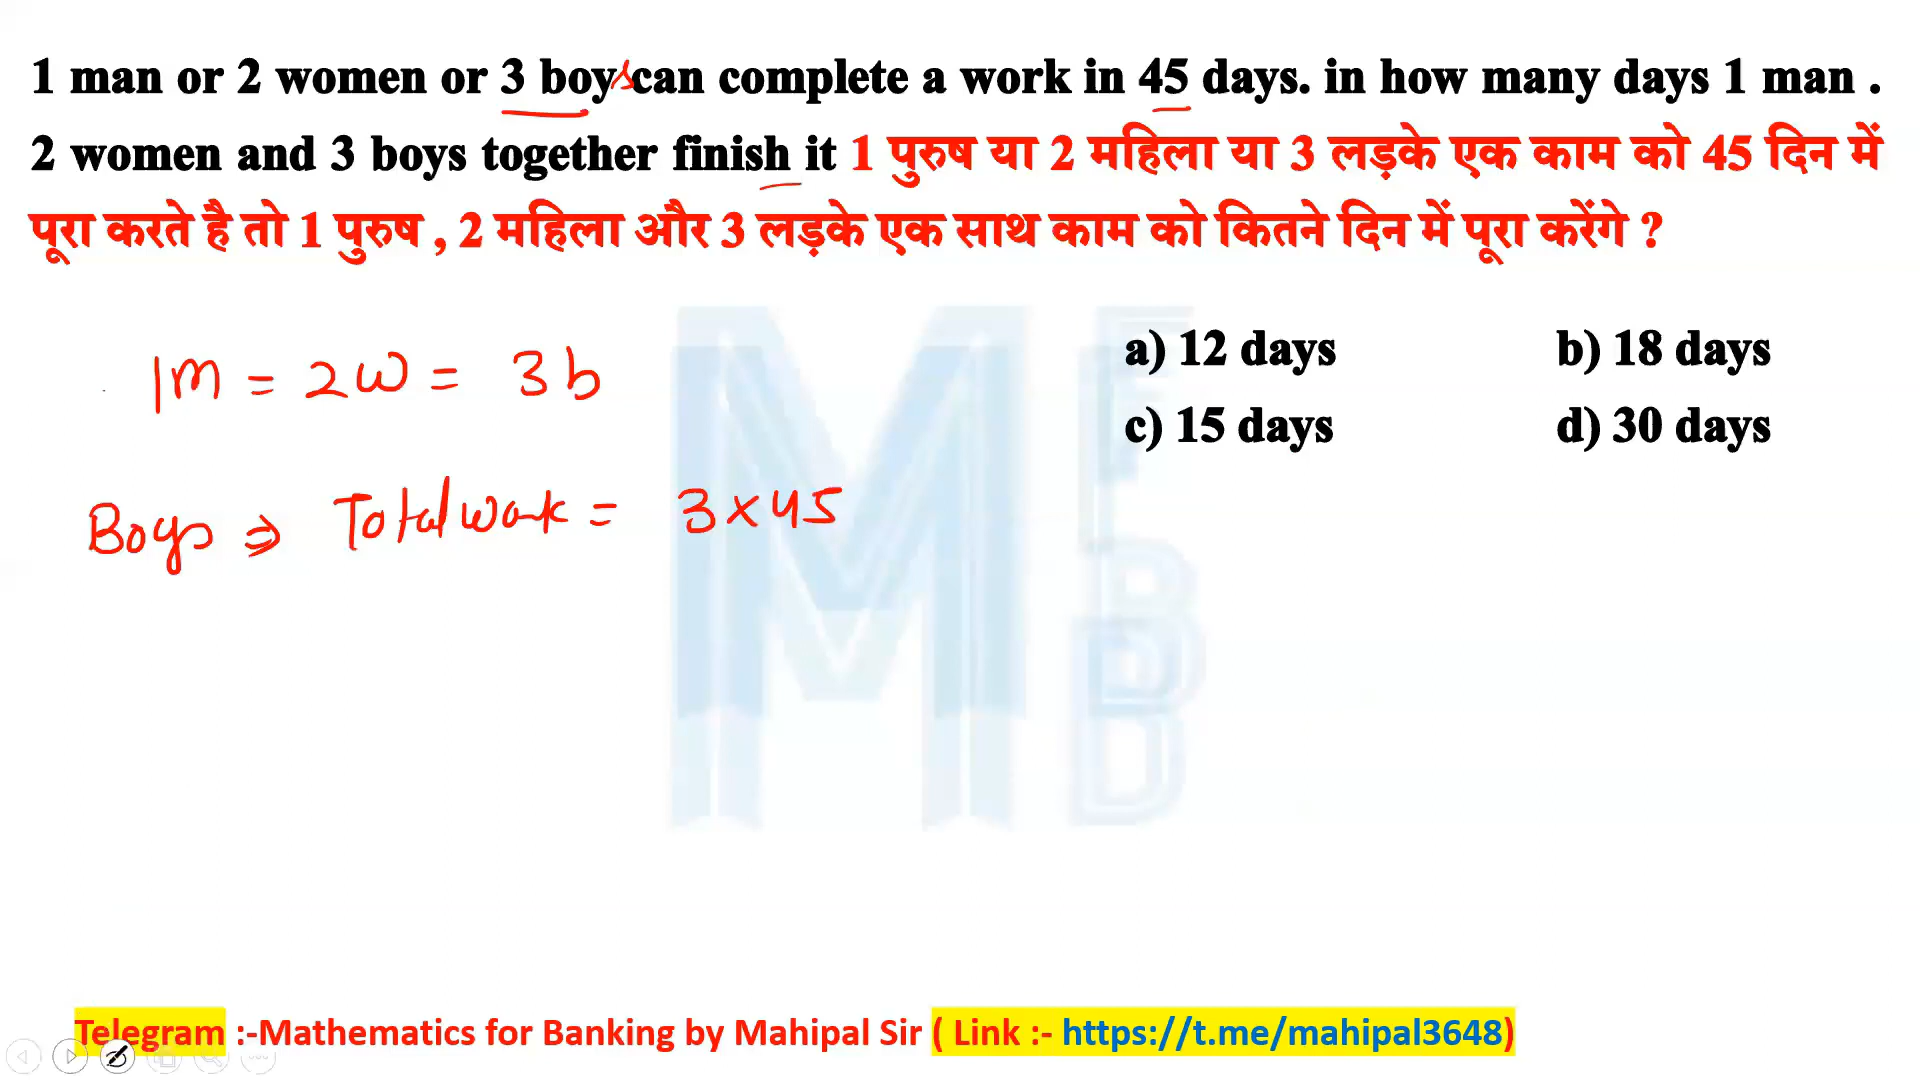 1 man or 2 women or 3 boys can complete a work in 45 days. in how many days 1 man .
2 women and 3 boys together finish it 1 पुरुष या 2 महिला या 3 लड़के एक काम को 45 दिन में
पूरा करते है तो 1 पुरुष , 2 महिला और 3 लड़के एक साथ काम को कितने दिन में पूरा करेंगे ?
a) 12 days b) 18 days
c) 15 days d) 30 days
1m = 2w = 3b
Boys ⇒ Total work = 3×45
MFBD
Telegram :-Mathematics for Banking by Mahipal Sir ( Link :- https://t.me/mahipal3648)